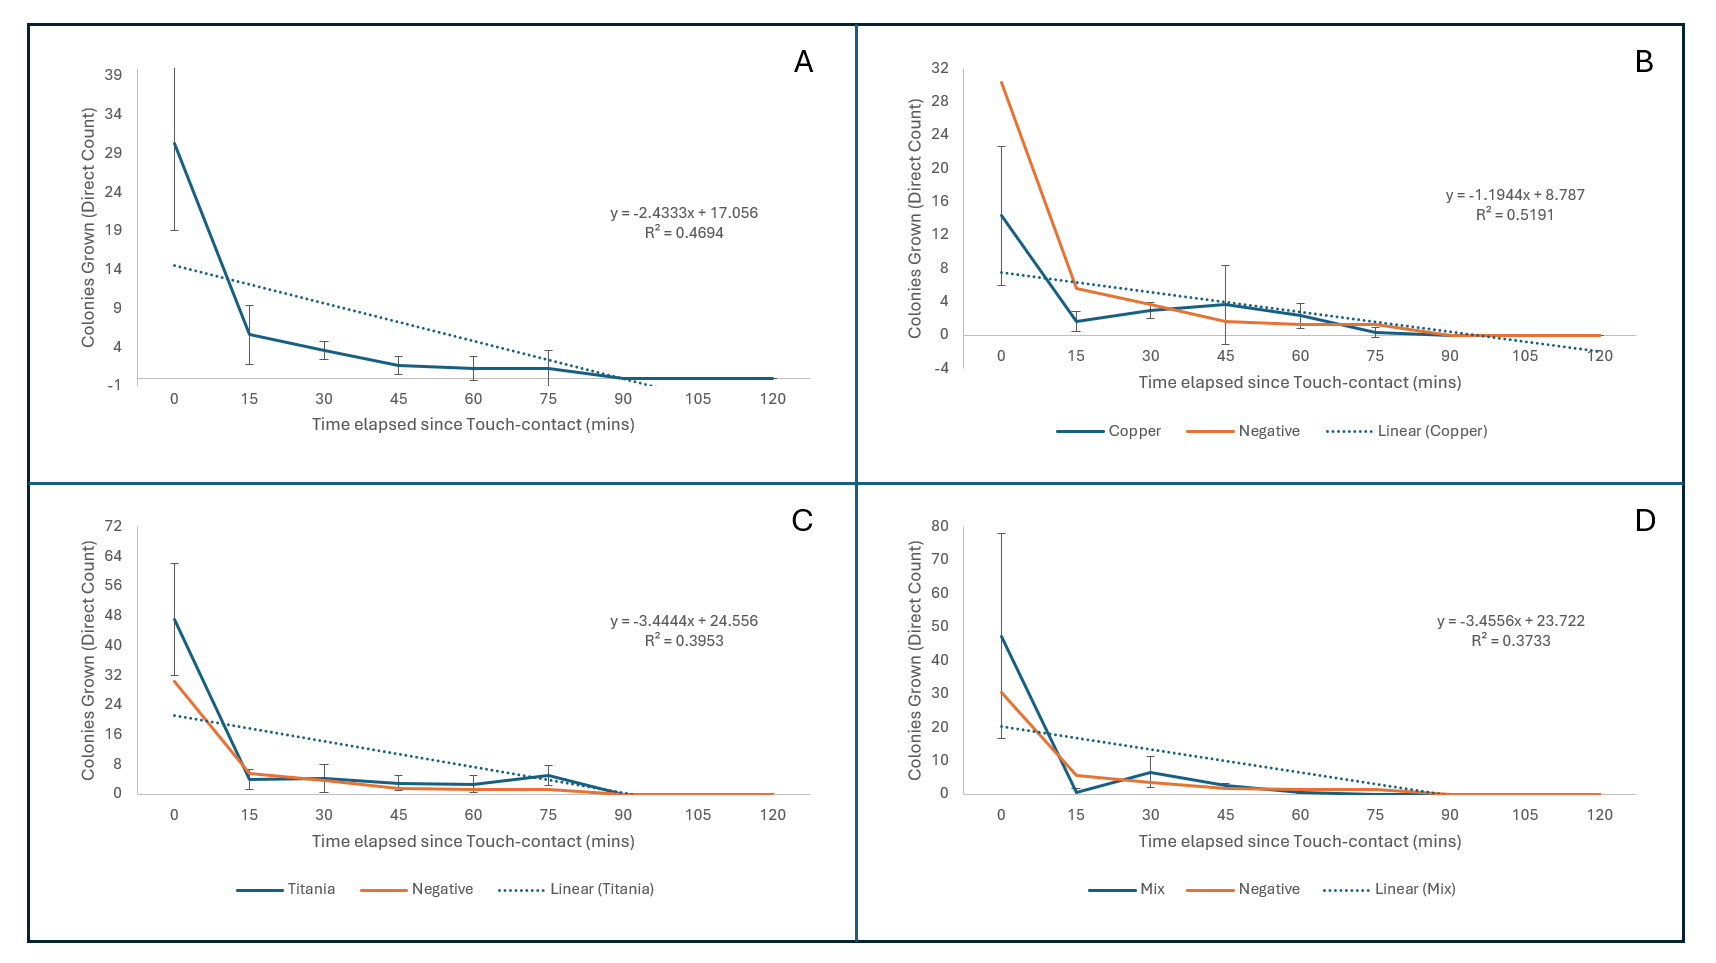 A
Colonies Grown (Direct Count)
39
34
29
24
19
14
9
4
-1
y = -2.4333x + 17.056
R² = 0.4694
0 15 30 45 60 75 90 105 120
Time elapsed since Touch-contact (mins)
B
Colonies Grown (Direct Count)
32
28
24
20
16
12
8
4
0
-4
y = -1.1944x + 8.787
R² = 0.5191
0 15 30 45 60 75 90 105 120
Time elapsed since Touch-contact (mins)
Copper Negative Linear (Copper)
C
Colonies Grown (Direct Count)
72
64
56
48
40
32
24
16
8
0
y = -3.4444x + 24.556
R² = 0.3953
0 15 30 45 60 75 90 105 120
Time elapsed since Touch-contact (mins)
Titania Negative Linear (Titania)
D
Colonies Grown (Direct Count)
80
70
60
50
40
30
20
10
0
y = -3.4556x + 23.722
R² = 0.3733
0 15 30 45 60 75 90 105 120
Time elapsed since Touch-contact (mins)
Mix Negative Linear (Mix)